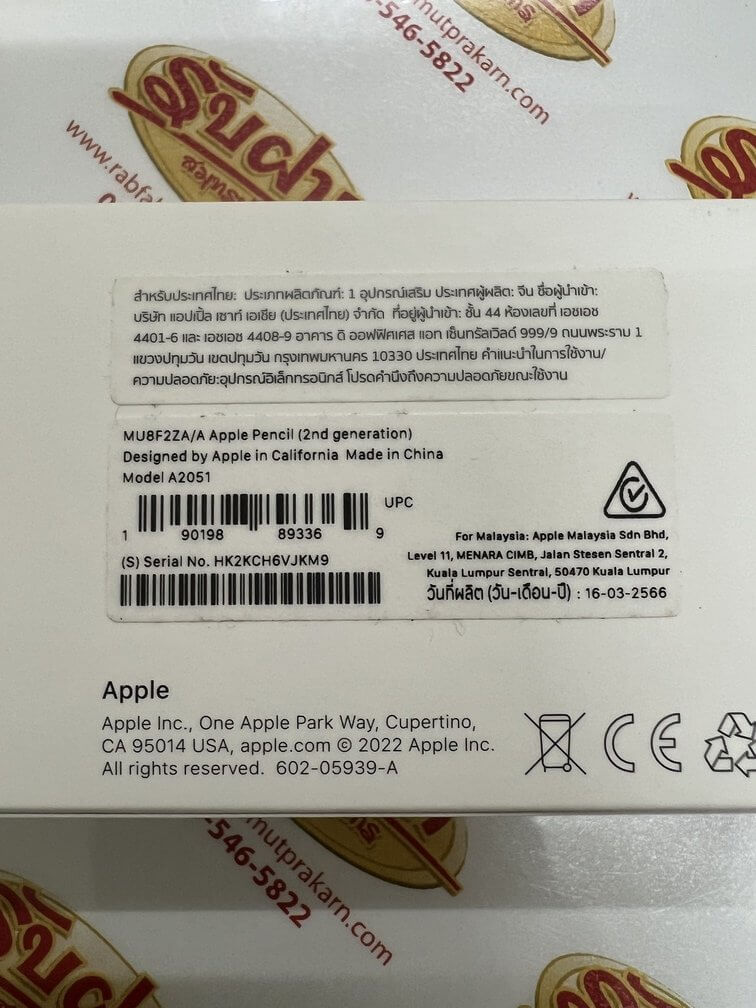 mutprakarn.com
-546-5822
รับฝาก
www.rabfa
สำหรับประเทศไทย: ประเภทผลิตภัณฑ์: 1 อุปกรณ์เสริม ประเทศผู้ผลิต: จีน ชื่อผู้นำเข้า:
บริษัท แอปเปิ้ล เซาท์ เอเชีย (ประเทศไทย) จำกัด ที่อยู่ผู้นำเข้า: ชั้น 44 ห้องเลขที่ เอชเอช
4401-6 และ เอชเอช 4408-9 อาคาร ดิ ออฟฟิศเศส แอท เซ็นทรัลเวิลด์ 999/9 ถนนพระราม 1
แขวงปทุมวัน เขตปทุมวัน กรุงเทพมหานคร 10330 ประเทศไทย คำแนะนำในการใช้งาน/
ความปลอดภัย:อุปกรณ์อิเล็กทรอนิกส์ โปรดคำนึงถึงความปลอดภัยขณะใช้งาน
MU8F2ZA/A Apple Pencil (2nd generation)
Designed by Apple in California Made in China
Model A2051
UPC
1 90198 89336 9
(S) Serial No. HK2KCH6VJKM9
For Malaysia: Apple Malaysia Sdn Bhd,
Level 11, MENARA CIMB, Jalan Stesen Sentral 2,
Kuala Lumpur Sentral, 50470 Kuala Lumpur
วันที่ผลิต (วัน-เดือน-ปี) : 16-03-2566
Apple
Apple Inc., One Apple Park Way, Cupertino,
CA 95014 USA, apple.com © 2022 Apple Inc.
All rights reserved. 602-05939-A
CE
mutprakarn.com
-546-5822